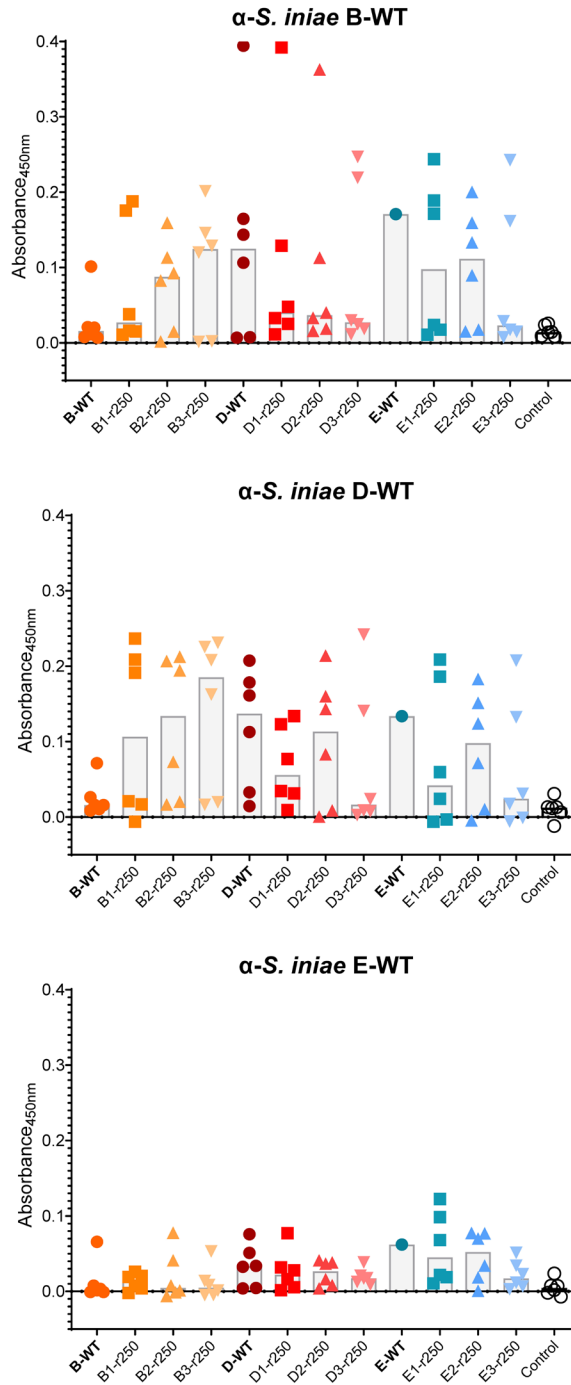 α-S. iniae B-WT
0.4
0.3
0.2
0.1
0.0
Absorbance450nm
B-WT
B1-r250
B2-r250
B3-r250
D-WT
D1-r250
D2-r250
D3-r250
E-WT
E1-r250
E2-r250
E3-r250
Control
α-S. iniae D-WT
0.4
0.3
0.2
0.1
0.0
Absorbance450nm
B-WT
B1-r250
B2-r250
B3-r250
D-WT
D1-r250
D2-r250
D3-r250
E-WT
E1-r250
E2-r250
E3-r250
Control
α-S. iniae E-WT
0.4
0.3
0.2
0.1
0.0
Absorbance450nm
B-WT
B1-r250
B2-r250
B3-r250
D-WT
D1-r250
D2-r250
D3-r250
E-WT
E1-r250
E2-r250
E3-r250
Control